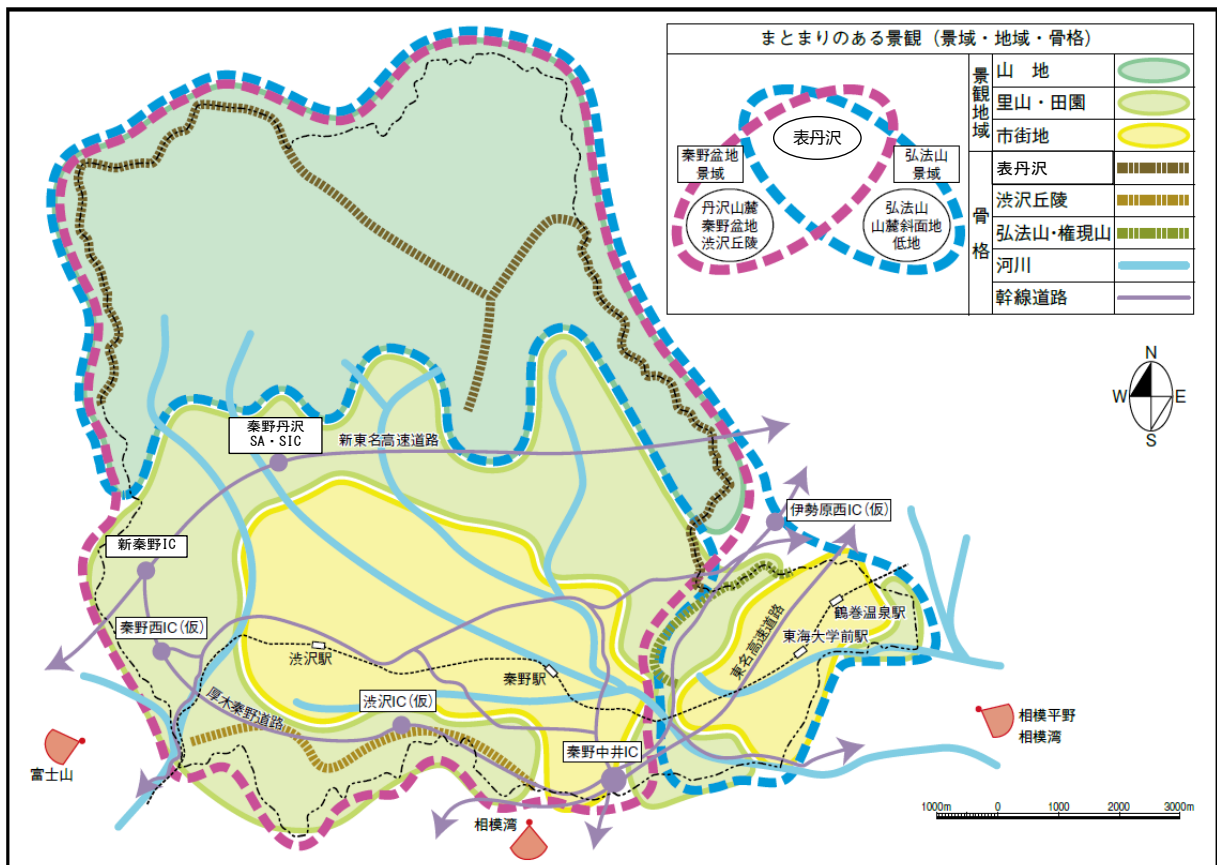 まとまりのある景観（景域・地域・骨格）
表丹沢
秦野盆地
景域
弘法山
景域
丹沢山麓
秦野盆地
渋沢丘陵
弘法山
山麓斜面地
低地
景観地域
山　地
里山・田園
市街地
骨格
表丹沢
渋沢丘陵
弘法山・権現山
河川
幹線道路
N
W
E
S
秦野丹沢
SA・SIC
新東名高速道路
伊勢原西IC（仮）
新秦野IC
秦野西IC（仮）
鶴巻温泉駅
東海大学前駅
東名高速道路
渋沢駅
秦野駅
厚木秦野道路
渋沢IC（仮）
秦野中井IC
富士山
相模湾
相模平野
相模湾
1000m
0
1000
2000
3000m